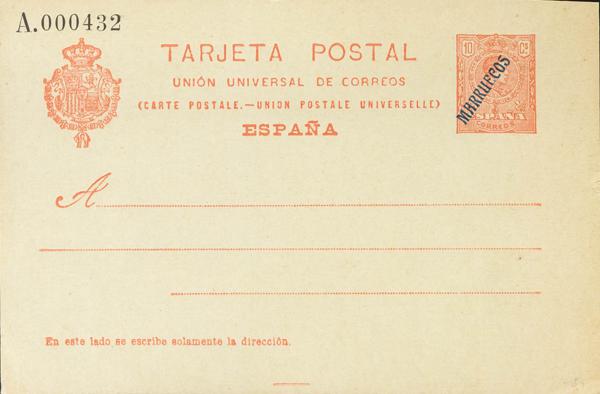 A.000432
TARJETA POSTAL
UNIÓN UNIVERSAL DE CORREOS
(CARTE POSTALE.—UNION POSTALE UNIVERSELLE)
ESPAÑA
10 Cs
MARRUECOS
ESPAÑA
CORREOS
A
En este lado se escribe solamente la dirección.